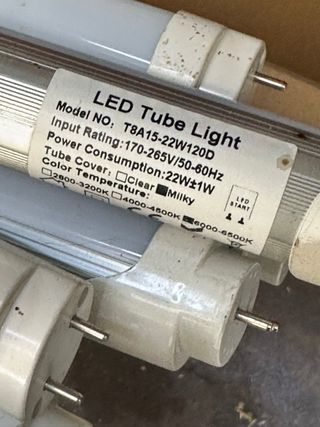 LED Tube Light
Model NO: T8A15-22W120D
Input Rating:170-265V/50-60Hz
Power Consumption:22W±1W
Tube Cover: □Clear ■Milky
Color Temperature:
□2800-3200K □4000-4500K ■6000-6500K
LED
START